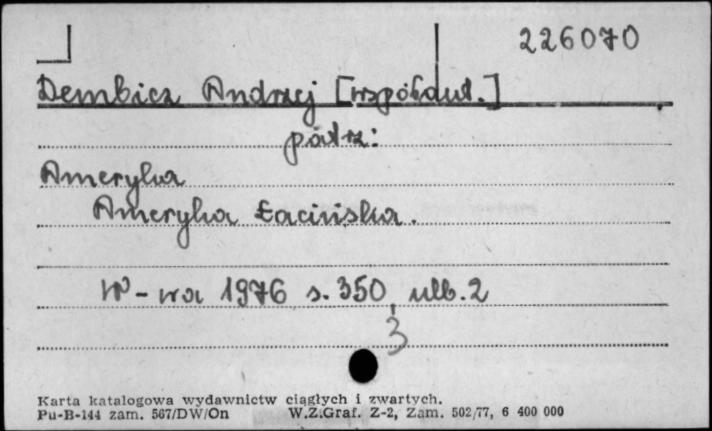 226070
Dembicz Andrzej [współaut.]
patrz:
Ameryka
Ameryka Łacińska.
W-wa 1976 s. 350, nlb. 2
3
Karta katalogowa wydawnictw ciągłych i zwartych.
Pu-B-144 zam. 567/DW/On W.Z.Graf. Z-2, Zam. 502/77, 6 400 000